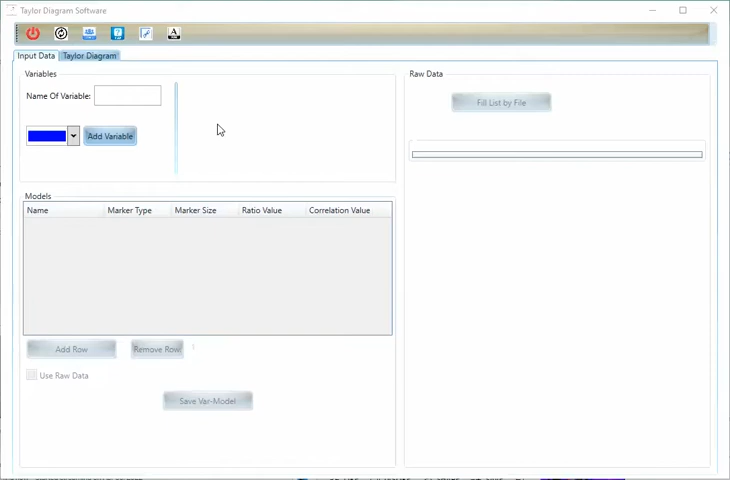 Taylor Diagram Software
Input Data
Taylor Diagram
Variables
Name Of Variable:
Add Variable
Models
Name
Marker Type
Marker Size
Ratio Value
Correlation Value
Add Row
Remove Row
Use Raw Data
Save Var-Model
Raw Data
Fill List by File